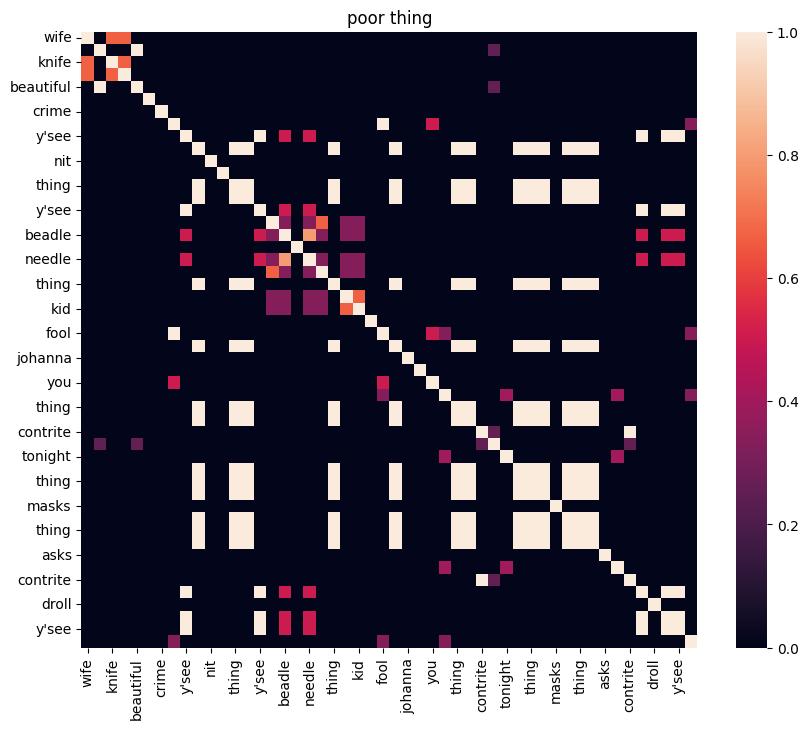 poor thing
wife
knife
beautiful
crime
y'see
nit
thing
y'see
beadle
needle
thing
kid
fool
johanna
you
thing
contrite
tonight
thing
masks
thing
asks
contrite
droll
y'see
1.0
0.8
0.6
0.4
0.2
0.0
wife
knife
beautiful
crime
y'see
nit
thing
y'see
beadle
needle
thing
kid
fool
johanna
you
thing
contrite
tonight
thing
masks
thing
asks
contrite
droll
y'see